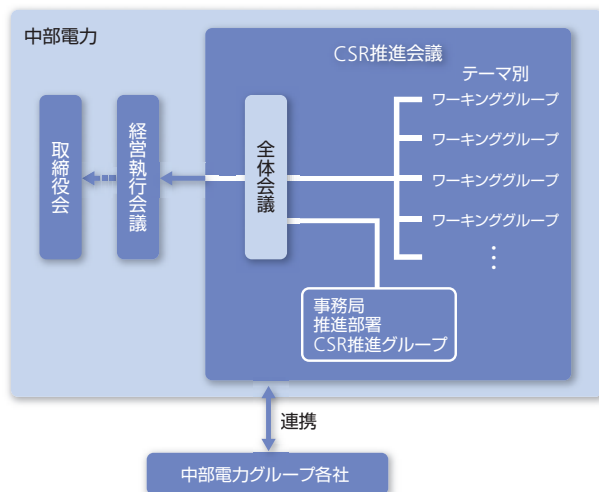 中部電力
CSR推進会議
テーマ別
ワーキンググループ
ワーキンググループ
ワーキンググループ
ワーキンググループ
⋮
取締役会
経営執行会議
全体会議
事務局
推進部署
CSR推進グループ
連携
中部電力グループ各社